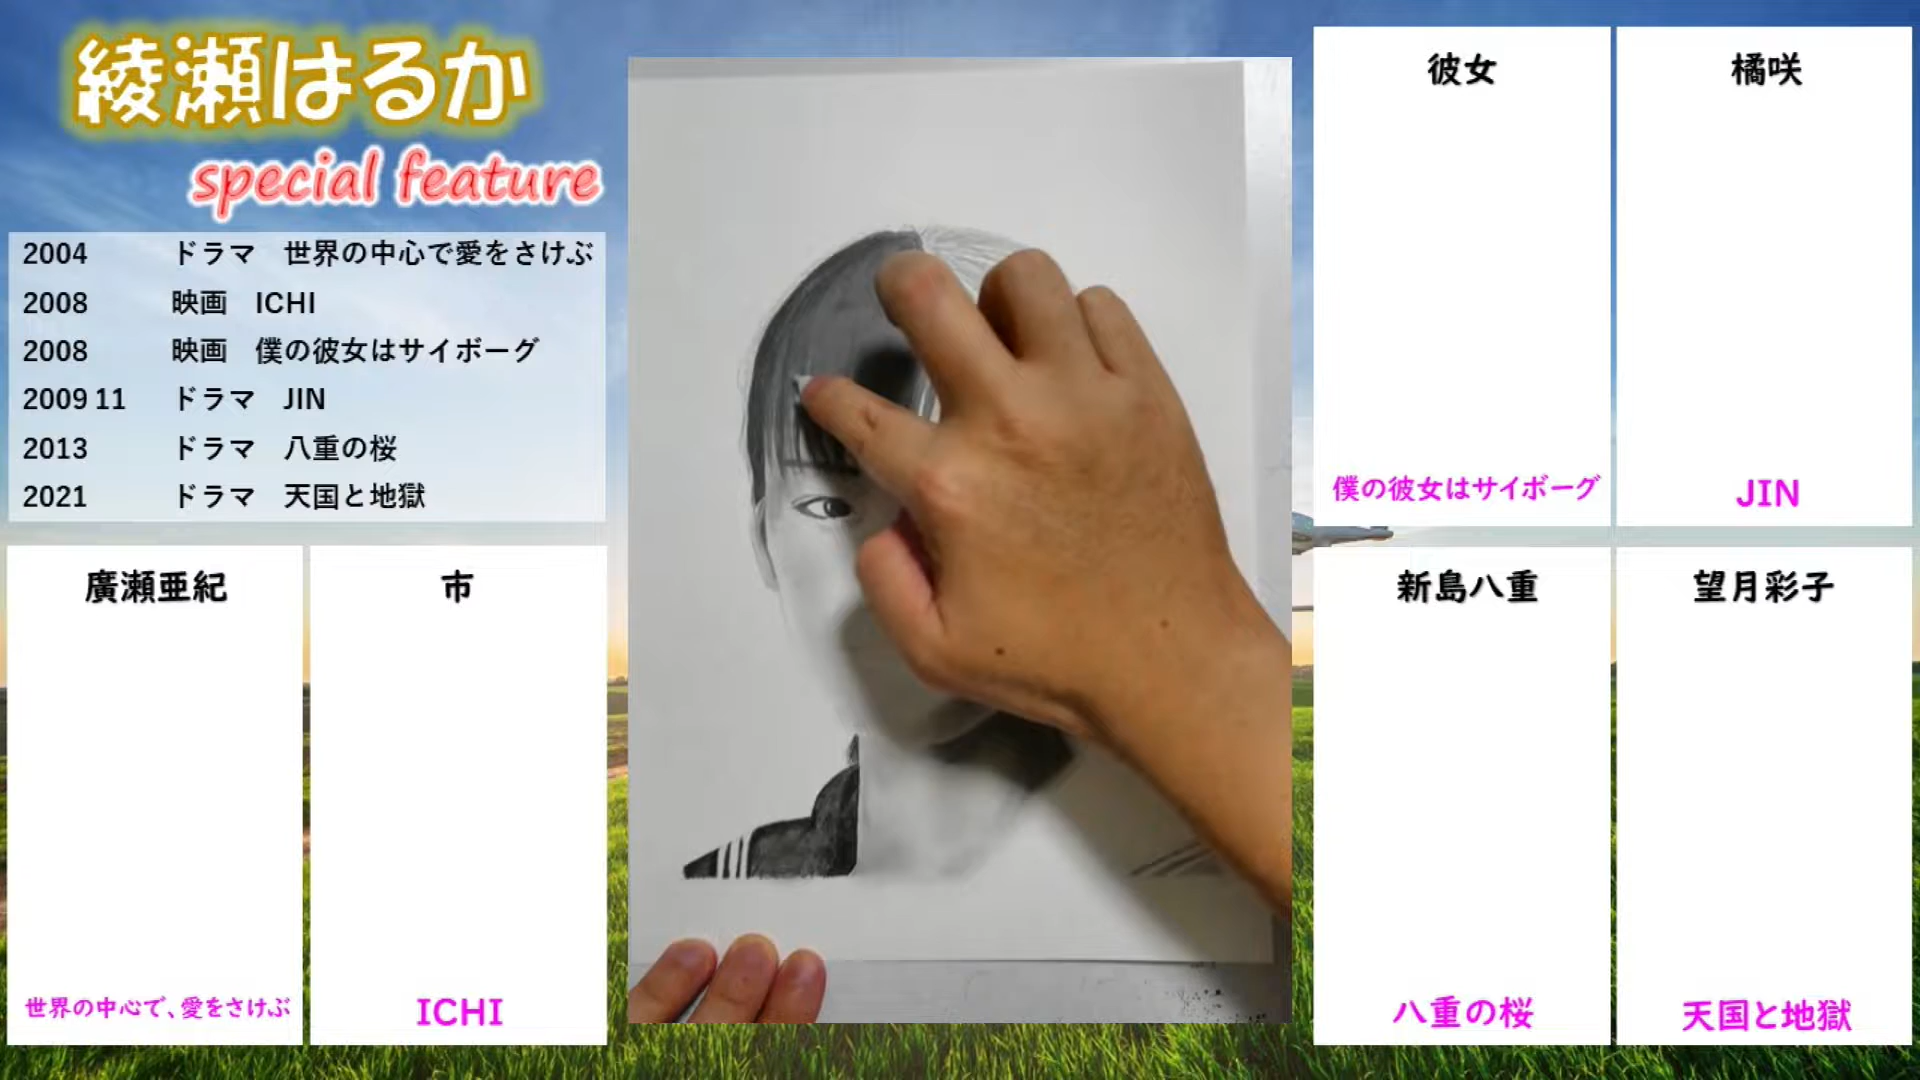 綾瀬はるか
special feature
2004 ドラマ 世界の中心で愛をさけぶ
2008 映画 ICHI
2008 映画 僕の彼女はサイボーグ
2009 11 ドラマ JIN
2013 ドラマ 八重の桜
2021 ドラマ 天国と地獄
廣瀬亜紀
世界の中心で、愛をさけぶ
市
ICHI
彼女
僕の彼女はサイボーグ
橘咲
JIN
新島八重
八重の桜
望月彩子
天国と地獄